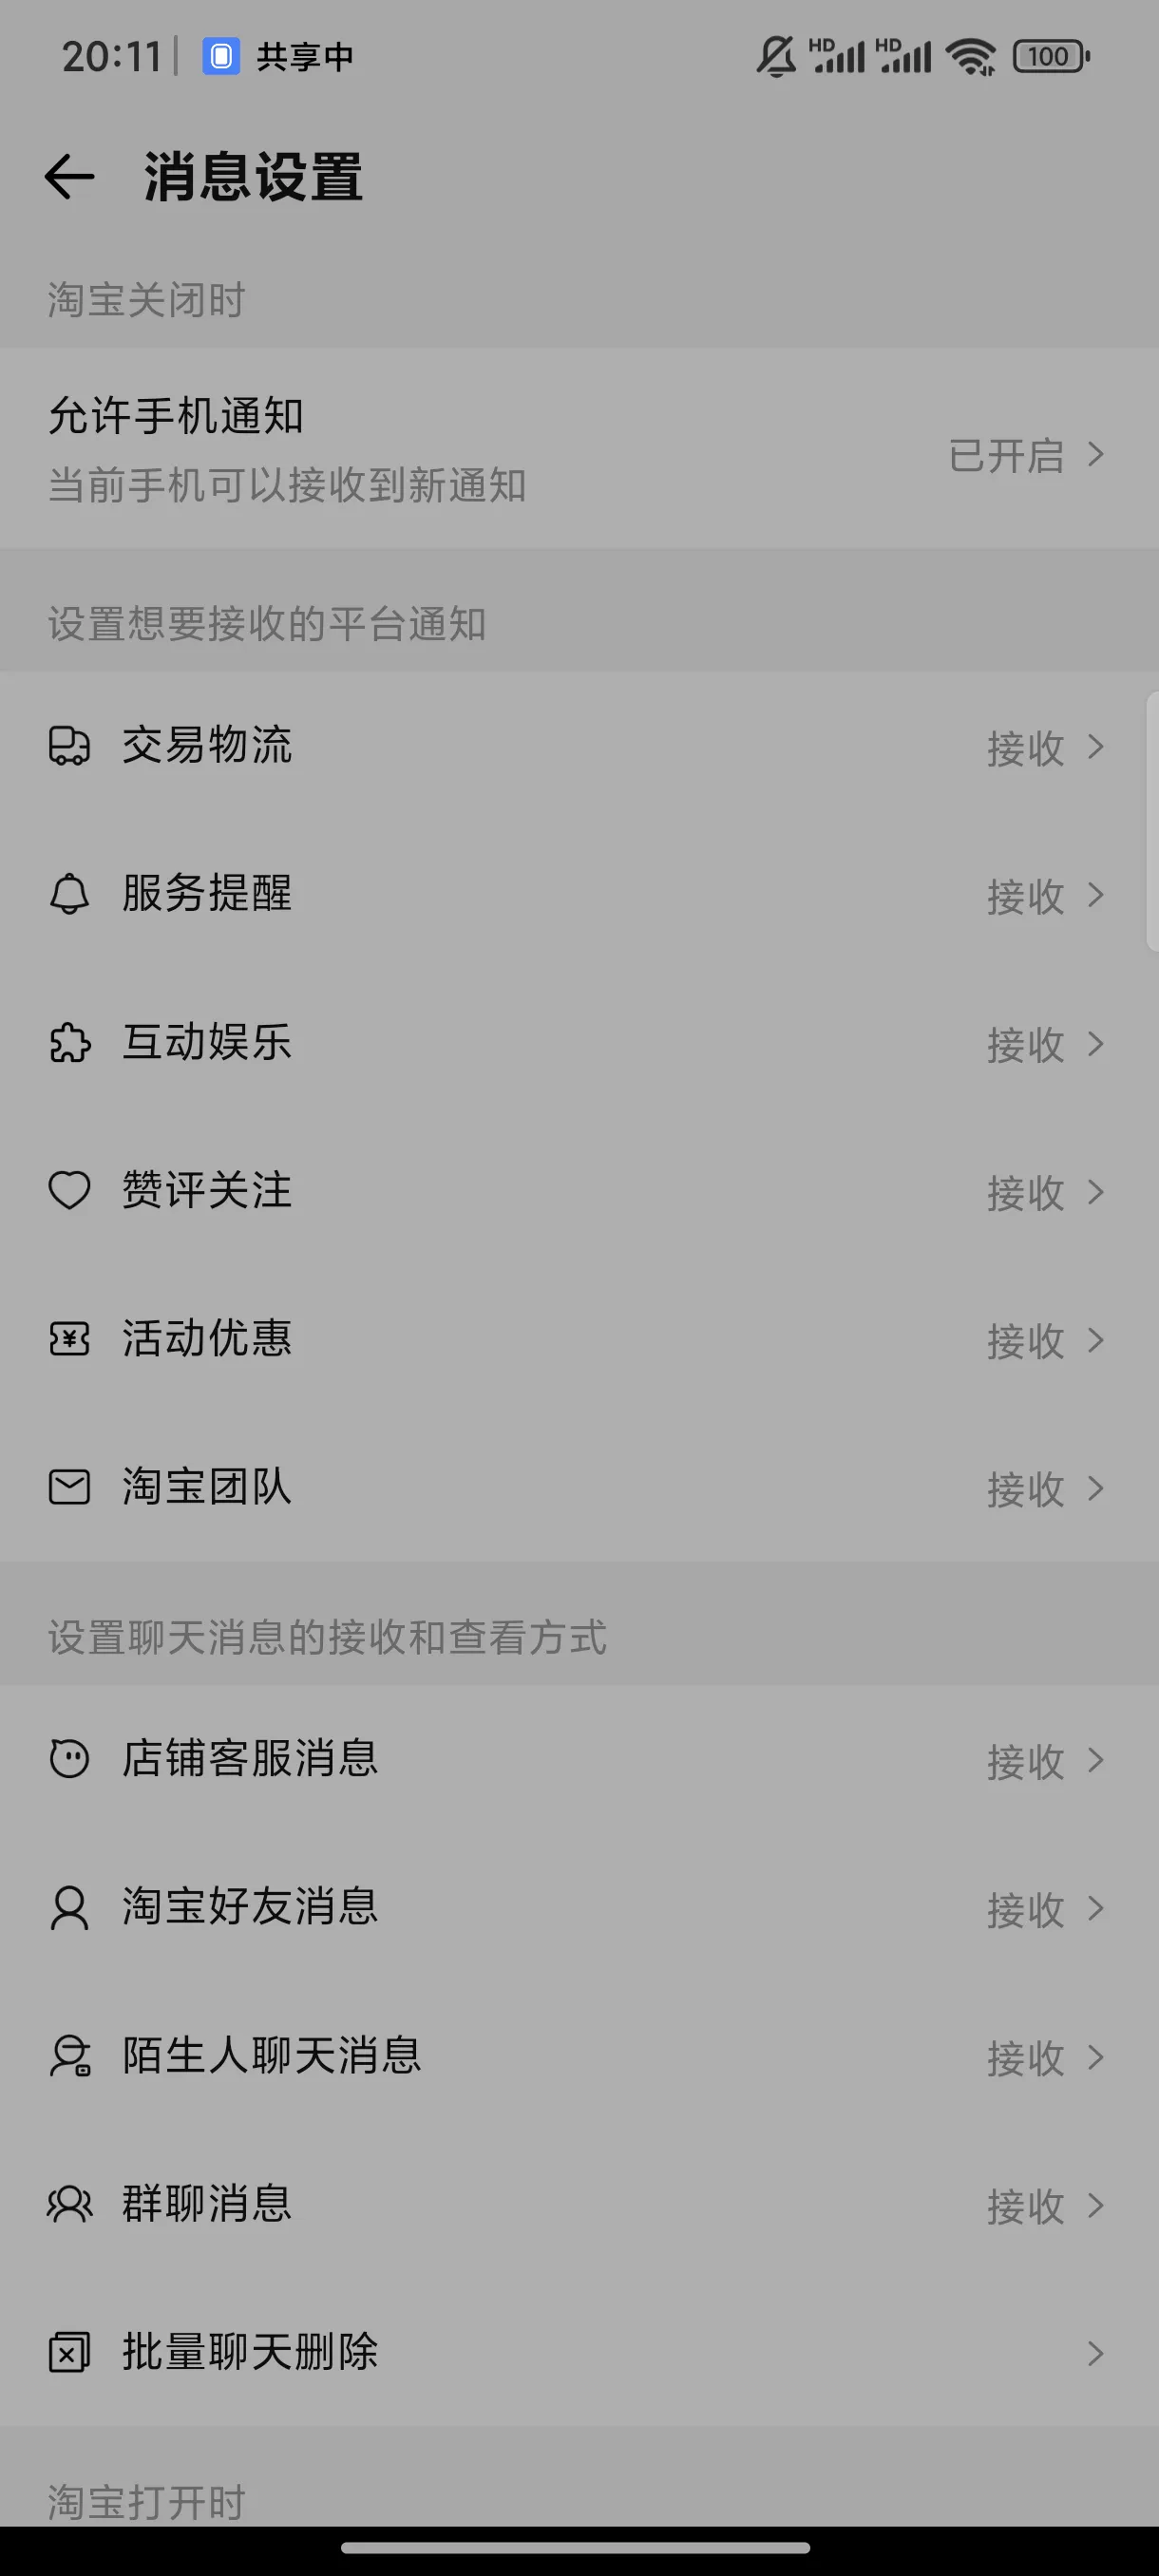 20:11 共享中 HD HD 100
消息设置
淘宝关闭时
允许手机通知
当前手机可以接收到新通知
已开启
设置想要接收的平台通知
交易物流 接收
服务提醒 接收
互动娱乐 接收
赞评关注 接收
活动优惠 接收
淘宝团队 接收
设置聊天消息的接收和查看方式
店铺客服消息 接收
淘宝好友消息 接收
陌生人聊天消息 接收
群聊消息 接收
批量聊天删除
淘宝打开时